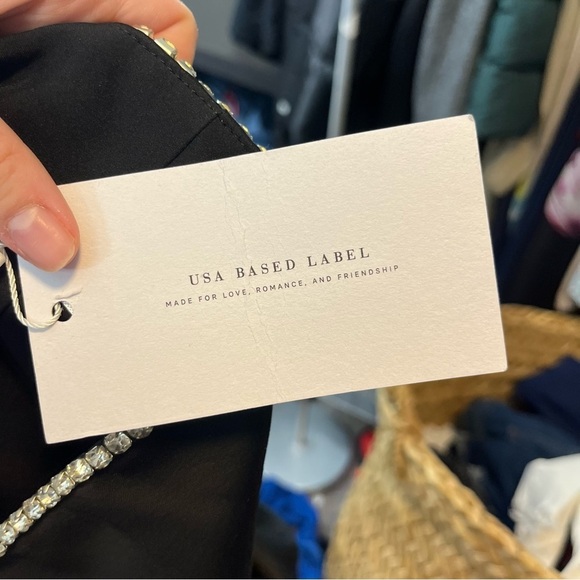 USA BASED LABEL
MADE FOR LOVE, ROMANCE, AND FRIENDSHIP